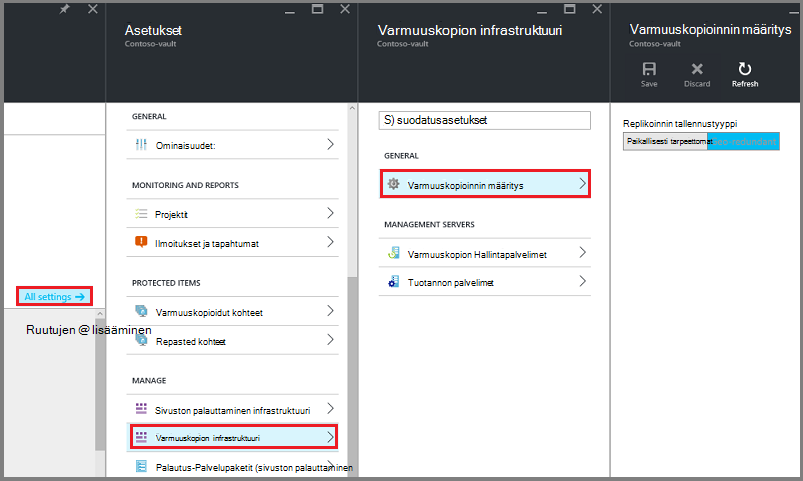 All settings →
Ruutujen @ lisääminen
Asetukset
Contoso-vault
GENERAL
Ominaisuudet:
MONITORING AND REPORTS
Projektit
Ilmoitukset ja tapahtumat
PROTECTED ITEMS
Varmuuskopioidut kohteet
Repasted kohteet
MANAGE
Sivuston palauttaminen infrastruktuuri
Varmuuskopion infrastruktuuri
Palautus-Palvelupaketit (sivuston palauttaminen
Varmuuskopion infrastruktuuri
Contoso-vault
S) suodatusasetukset
GENERAL
Varmuuskopioinnin määritys
MANAGEMENT SERVERS
Varmuuskopion Hallintapalvelimet
Tuotannon palvelimet
Varmuuskopioinnin määritys
Contoso-vault
Save Discard Refresh
Replikoinnin tallennustyyppi
Paikallisesti tarpeettomat Geo-redundant